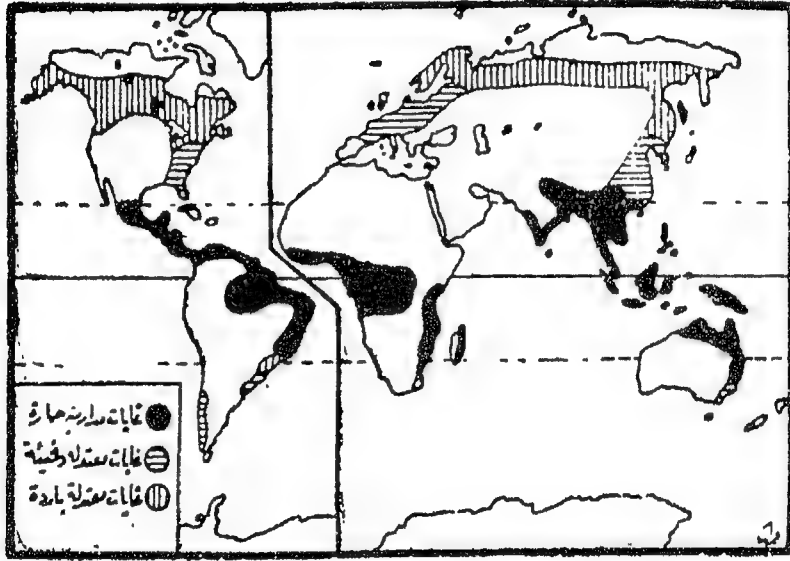 غابات مدارية حارة
غابات معتدلة دفيئة
غابات معتدلة باردة